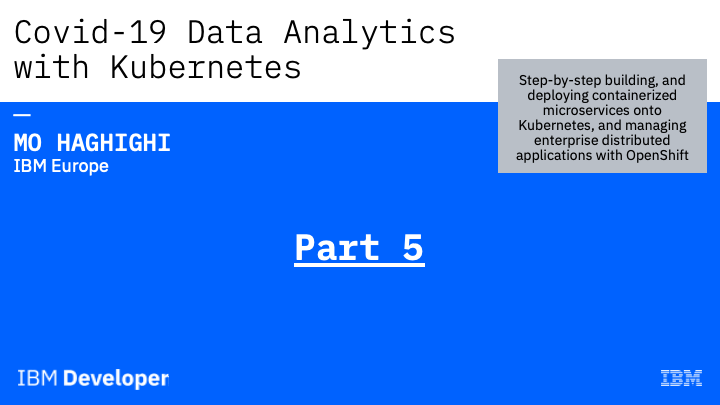 Covid-19 Data Analytics
with Kubernetes
Step-by-step building, and
deploying containerized
microservices onto
Kubernetes, and managing
enterprise distributed
applications with OpenShift
MO HAGHIGHI
IBM Europe
Part 5
IBM Developer
IBM